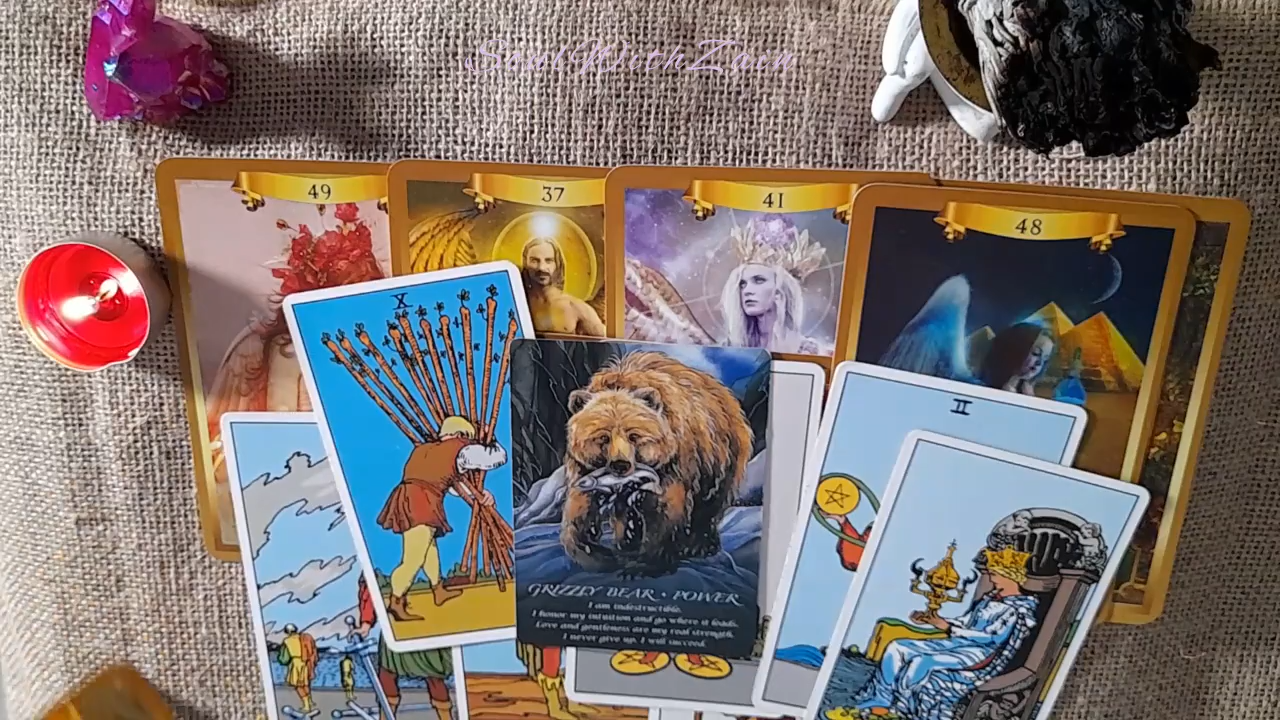 SoulWithZain
49
37
41
48
X
II
GRIZZLY BEAR • POWER
I am indestructible.
I honor my intuition and go where it leads.
Love and gentleness are my real strength.
I never give up. I will succeed.